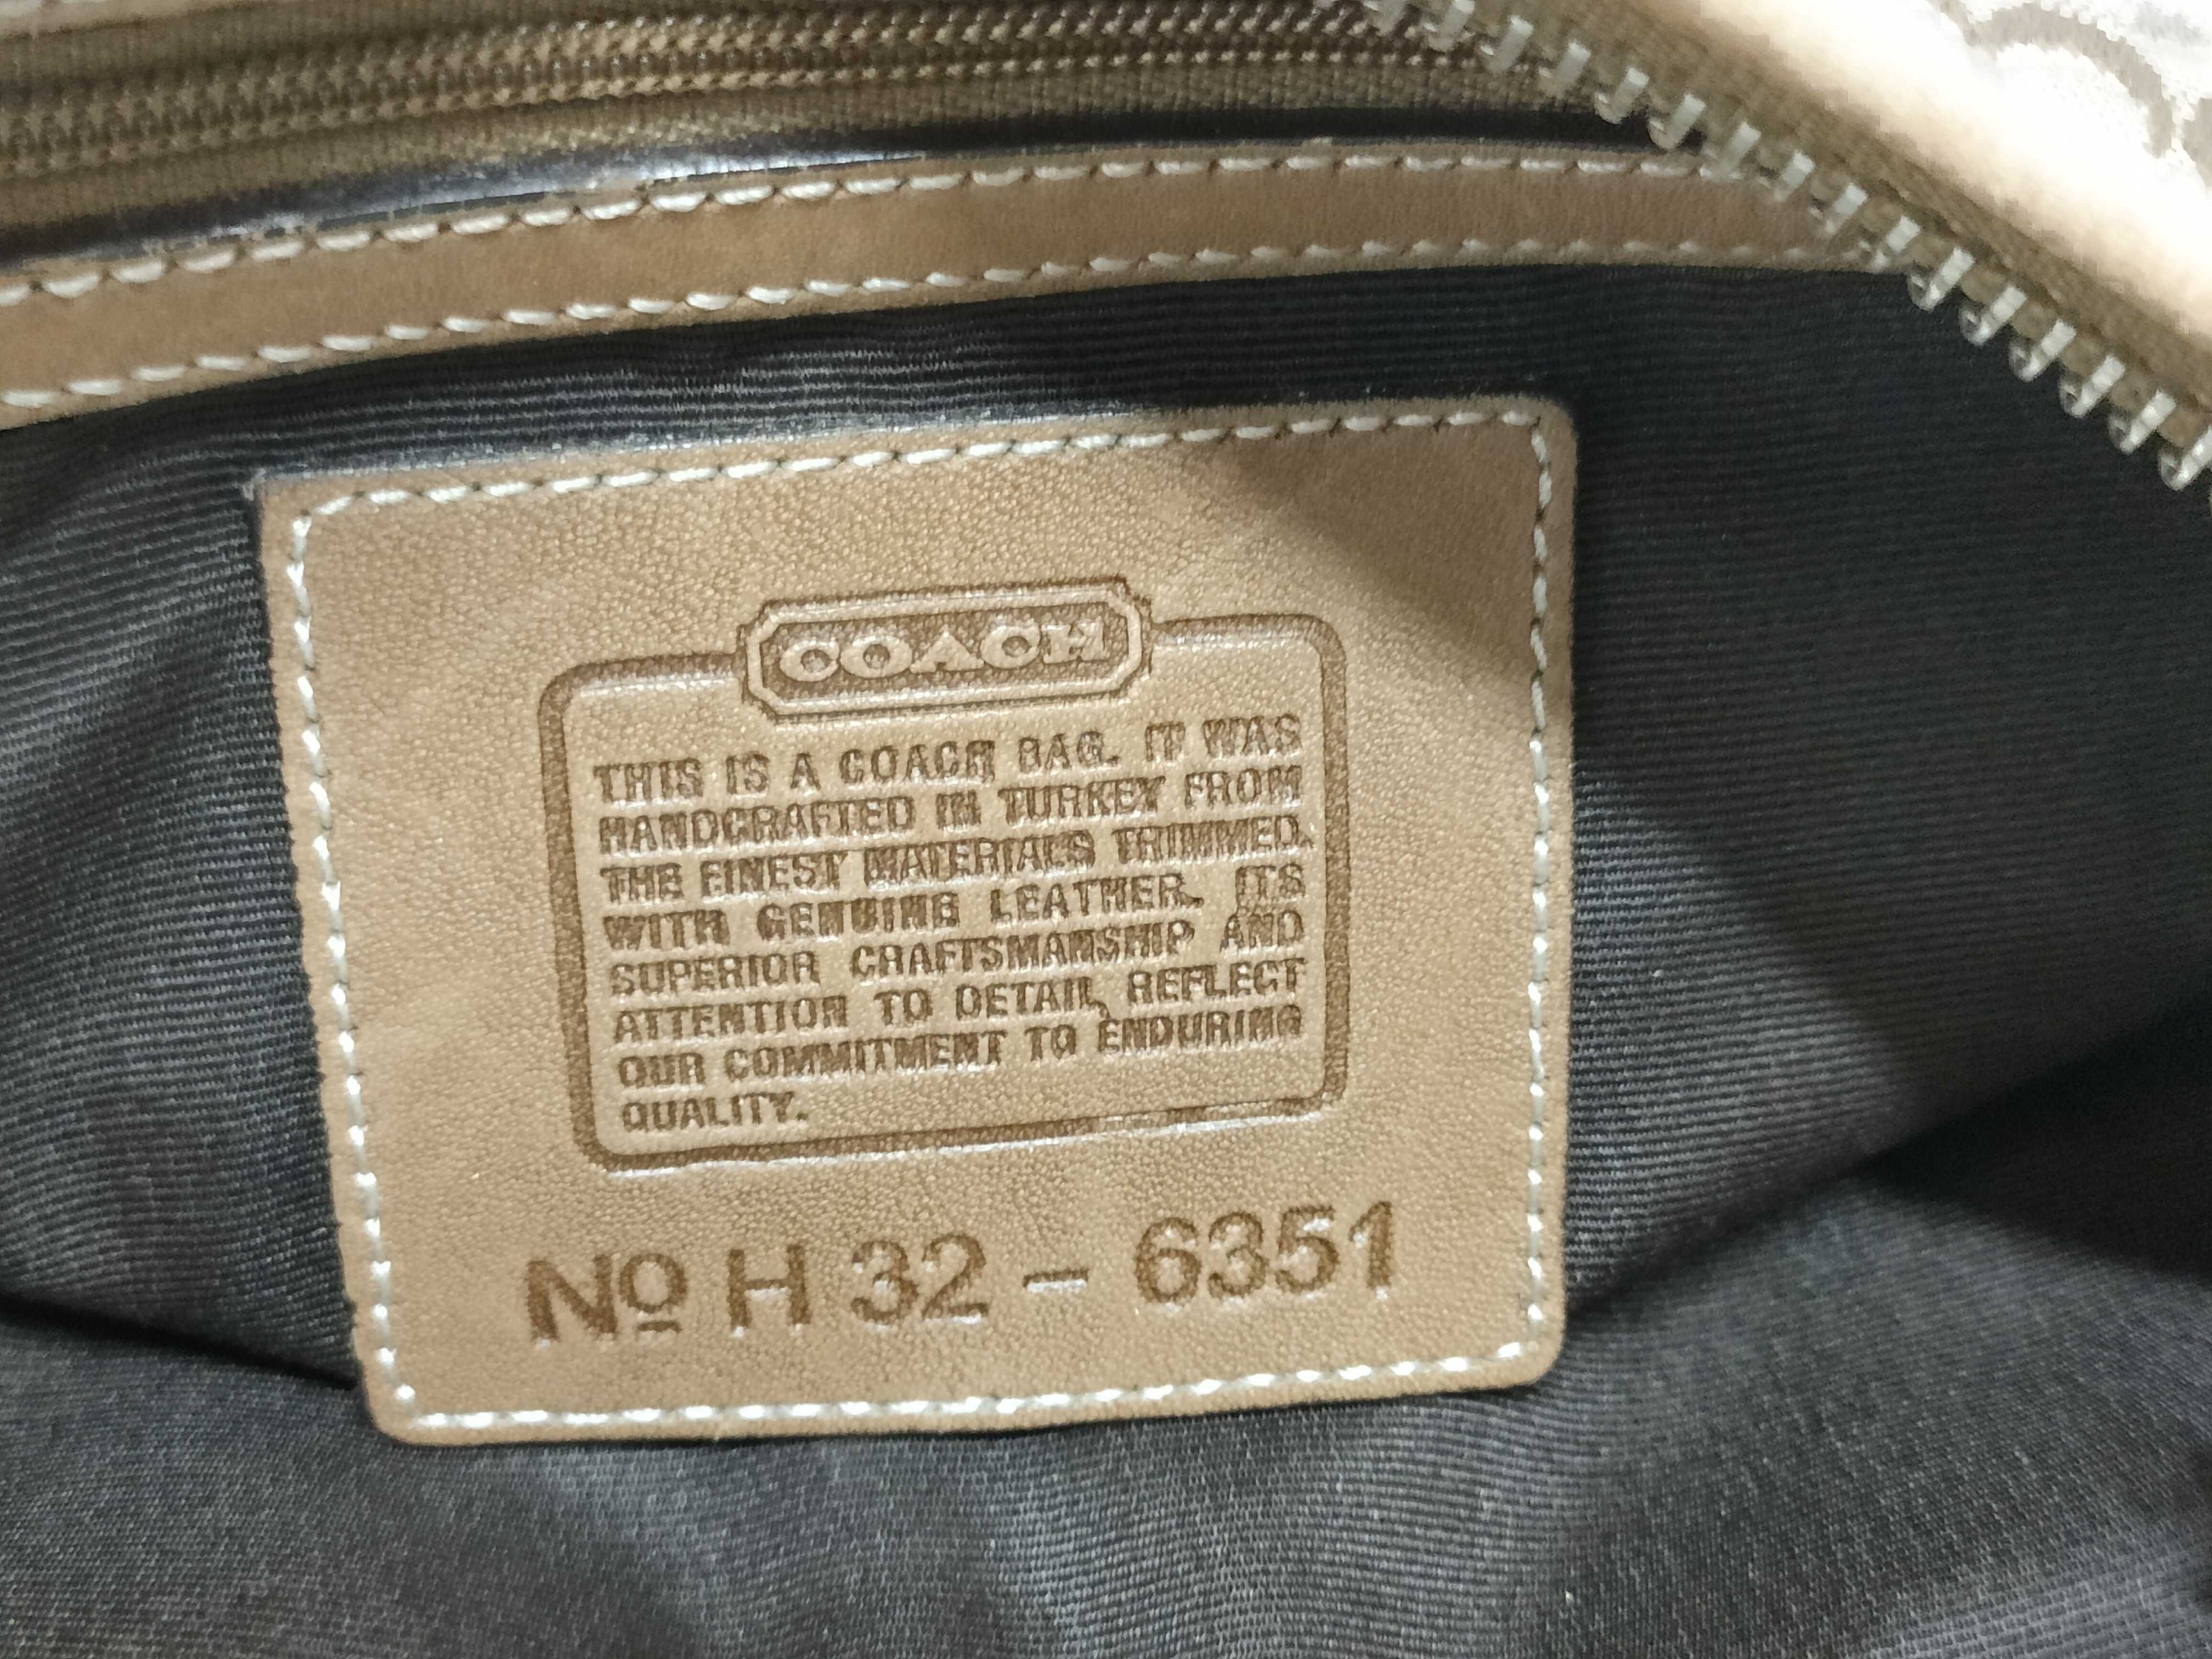 COACH
THIS IS A COACH BAG. IT WAS
HANDCRAFTED IN TURKEY FROM
THE FINEST MATERIALS TRIMMED.
WITH GENUINE LEATHER. ITS
SUPERIOR CRAFTSMANSHIP AND
ATTENTION TO DETAIL, REFLECT
OUR COMMITMENT TO ENDURING
QUALITY.
Nº H 32 - 6351